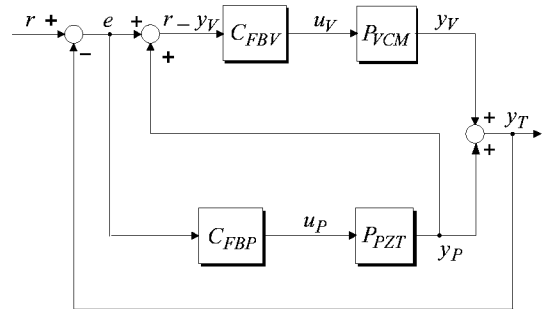 r + e + r − y_V C_FBV u_V P_VCM y_V
− +
+ y_T
+
C_FBP u_P P_PZT y_P